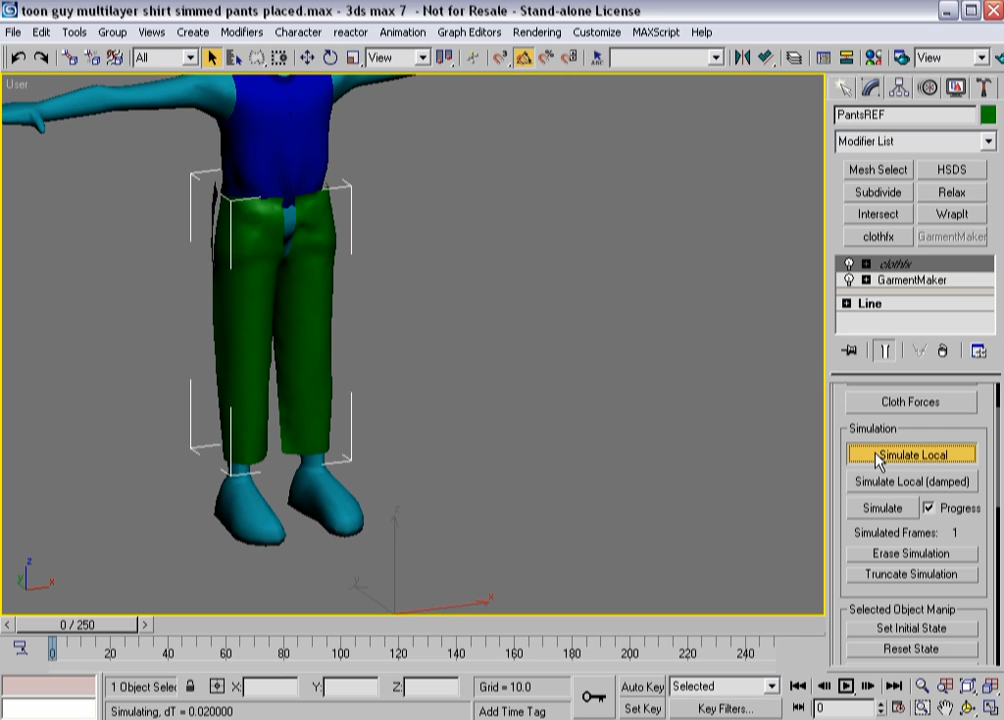 toon guy multilayer shirt simmed pants placed.max - 3ds max 7 - Not for Resale - Stand-alone License
File Edit Tools Group Views Create Modifiers Character reactor Animation Graph Editors Rendering Customize MAXScript Help
All View View
User
PantsREF
Modifier List
Mesh Select HSDS
Subdivide Relax
Intersect WrapIt
clothfx GarmentMaker
clothfx
GarmentMaker
Line
Cloth Forces
Simulation
Simulate Local
Simulate Local (damped)
Simulate Progress
Simulated Frames: 1
Erase Simulation
Truncate Simulation
Selected Object Manip
Set Initial State
Reset State
z
y x
z
y x
< 0 / 250 >
0 20 40 60 80 100 120 140 160 180 200 220 240
1 Object Selec X: Y: Z: Grid = 10.0 Auto Key Selected
Simulating, dT = 0.020000 Add Time Tag Set Key Key Filters... 0